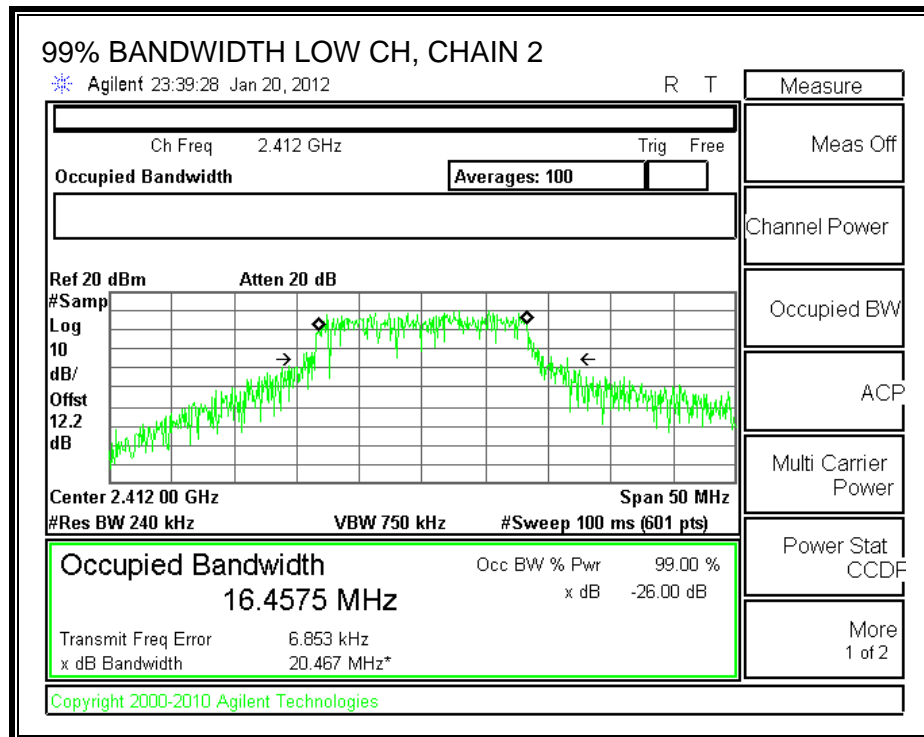 99% BANDWIDTH LOW CH, CHAIN 2
Agilent 23:39:28 Jan 20, 2012 R T
Measure
Ch Freq 2.412 GHz Trig Free
Occupied Bandwidth Averages: 100
Ref 20 dBm Atten 20 dB
#Samp
Log
10
dB/
Offst
12.2
dB
Center 2.412 00 GHz Span 50 MHz
#Res BW 240 kHz VBW 750 kHz #Sweep 100 ms (601 pts)
Occupied Bandwidth Occ BW % Pwr 99.00 %
16.4575 MHz x dB -26.00 dB
Transmit Freq Error 6.853 kHz
x dB Bandwidth 20.467 MHz*
Copyright 2000-2010 Agilent Technologies
Meas Off
Channel Power
Occupied BW
ACP
Multi Carrier
Power
Power Stat
CCDF
More
1 of 2